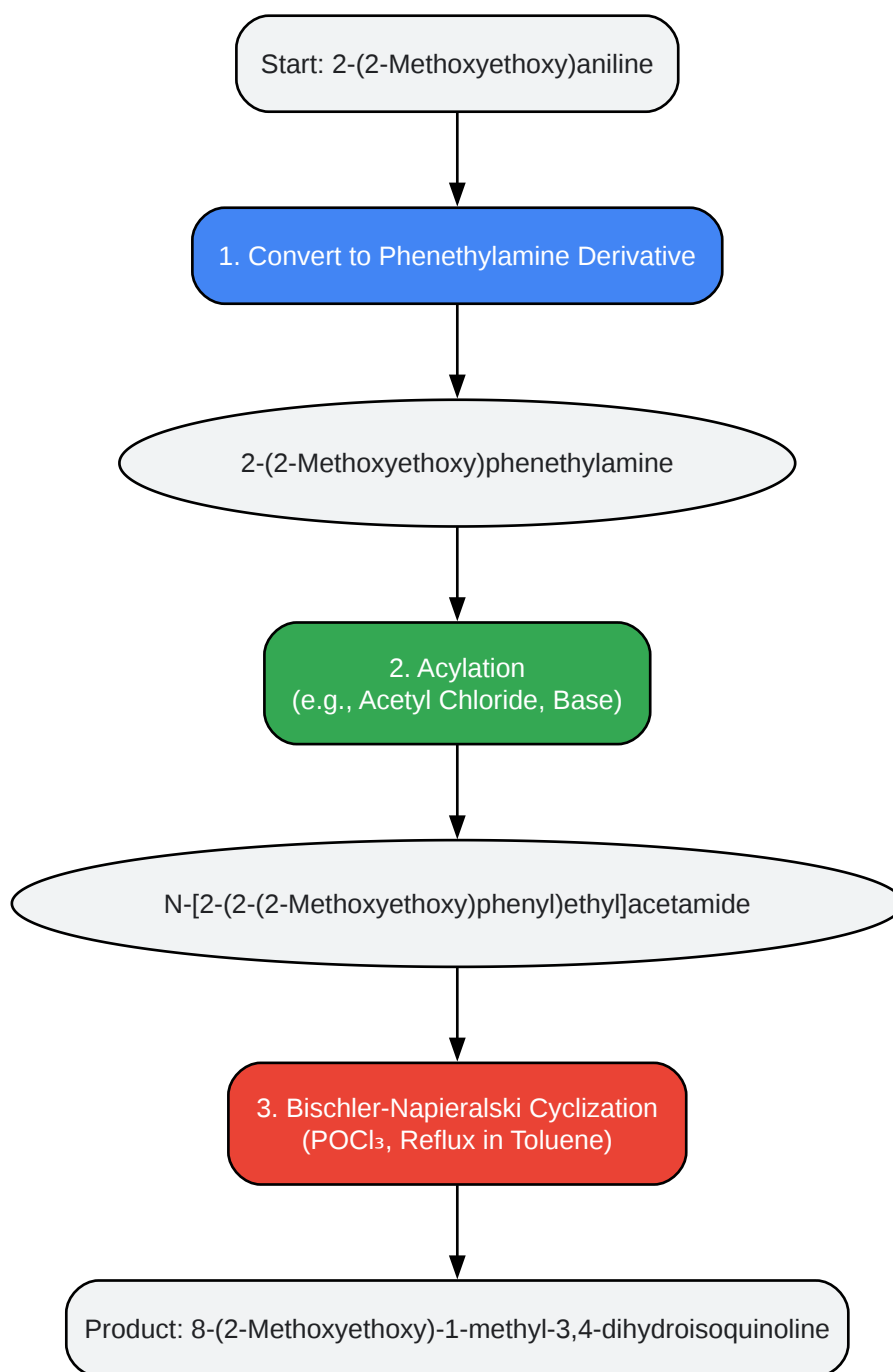 Start: 2-(2-Methoxyethoxy)aniline
1. Convert to Phenethylamine Derivative
2-(2-Methoxyethoxy)phenethylamine
2. Acylation
(e.g., Acetyl Chloride, Base)
N-[2-(2-(2-Methoxyethoxy)phenyl)ethyl]acetamide
3. Bischler-Napieralski Cyclization
(POCl₃, Reflux in Toluene)
Product: 8-(2-Methoxyethoxy)-1-methyl-3,4-dihydroisoquinoline